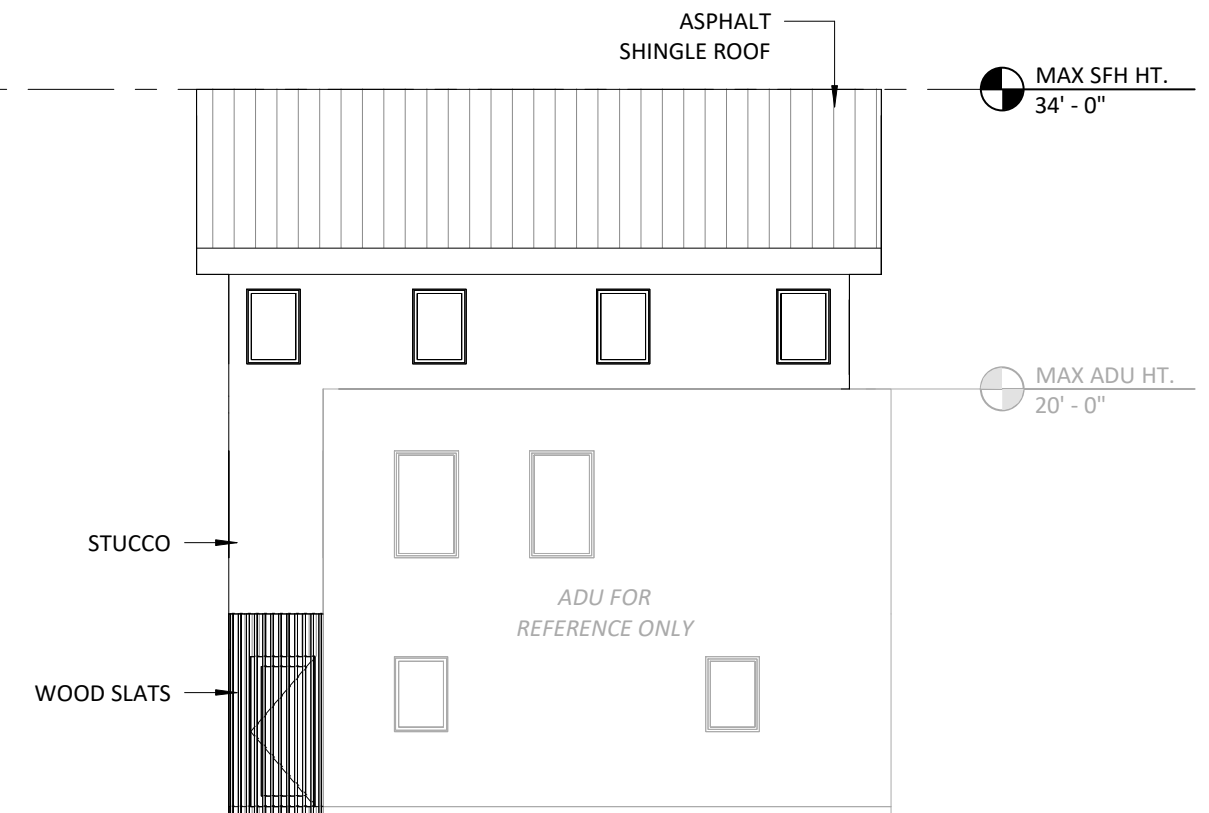 ASPHALT
SHINGLE ROOF
MAX SFH HT.
34' - 0"
MAX ADU HT.
20' - 0"
STUCCO
ADU FOR
REFERENCE ONLY
WOOD SLATS